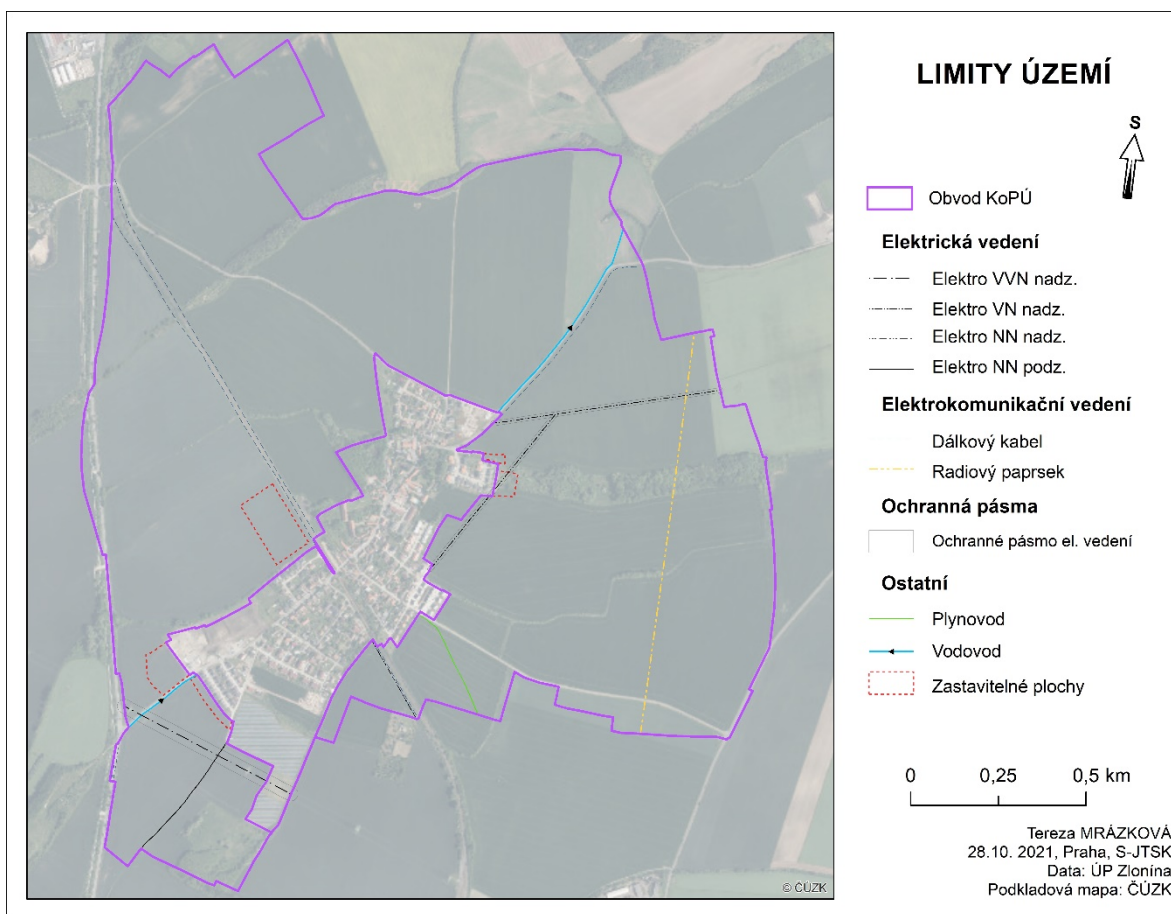 LIMITY ÚZEMÍ
S
Obvod KoPÚ
Elektrická vedení
Elektro VVN nadz.
Elektro VN nadz.
Elektro NN nadz.
Elektro NN podz.
Elektrokomunikační vedení
Dálkový kabel
Radiový paprsek
Ochranná pásma
Ochranné pásmo el. vedení
Ostatní
Plynovod
Vodovod
Zastavitelné plochy
0 0,25 0,5 km
Tereza MRÁZKOVÁ
28.10. 2021, Praha, S-JTSK
Data: ÚP Zlonína
Podkladová mapa: ČÚZK
© ČÚZK